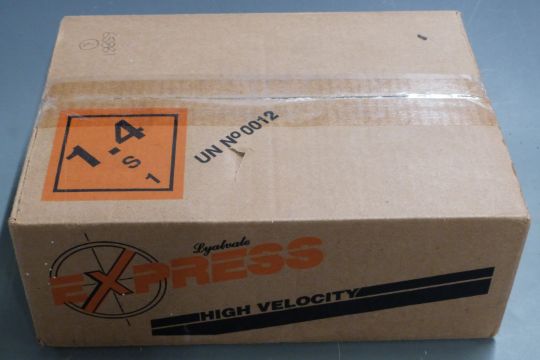 1.4
S
1
UN Nº 0012
Lyalvale
EXPRESS
HIGH VELOCITY